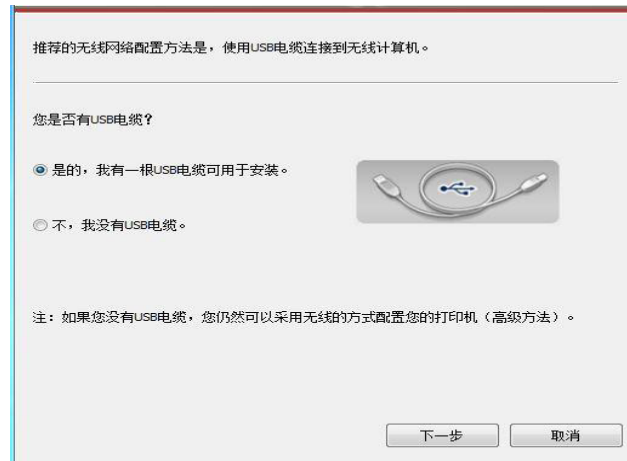 推荐的无线网络配置方法是，使用USB电缆连接到无线计算机。
您是否有USB电缆?
是的，我有一根USB电缆可用于安装。
不，我没有USB电缆。
注：如果您没有USB电缆，您仍然可以采用无线的方式配置您的打印机（高级方法）。
下一步
取消